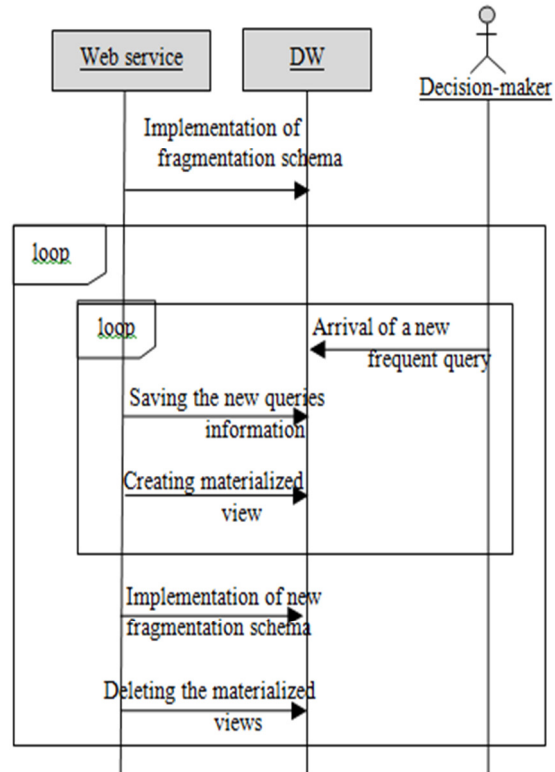 Web service
DW
Decision-maker
Implementation of
fragmentation schema
loop
loop
Arrival of a new
frequent query
Saving the new queries
information
Creating materialized
view
Implementation of new
fragmentation schema
Deleting the materialized
views